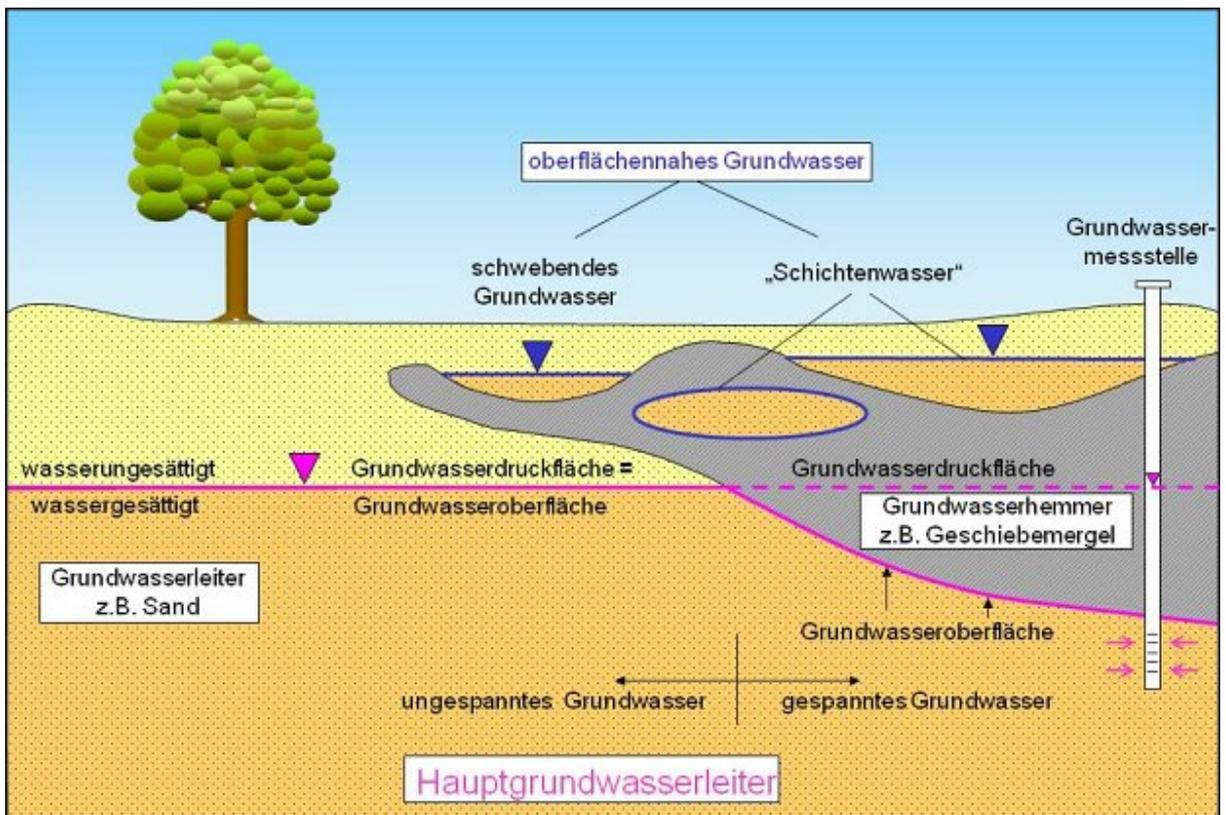 oberflächennahes Grundwasser
schwebendes
Grundwasser
„Schichtenwasser“
Grundwasser-
messstelle
wasserungesättigt
Grundwasserdruckfläche =
Grundwasserdruckfläche
wassergesättigt
Grundwasseroberfläche
Grundwasserhemmer
z.B. Geschiebemergel
Grundwasserleiter
z.B. Sand
Grundwasseroberfläche
ungespanntes Grundwasser
gespanntes Grundwasser
Hauptgrundwasserleiter